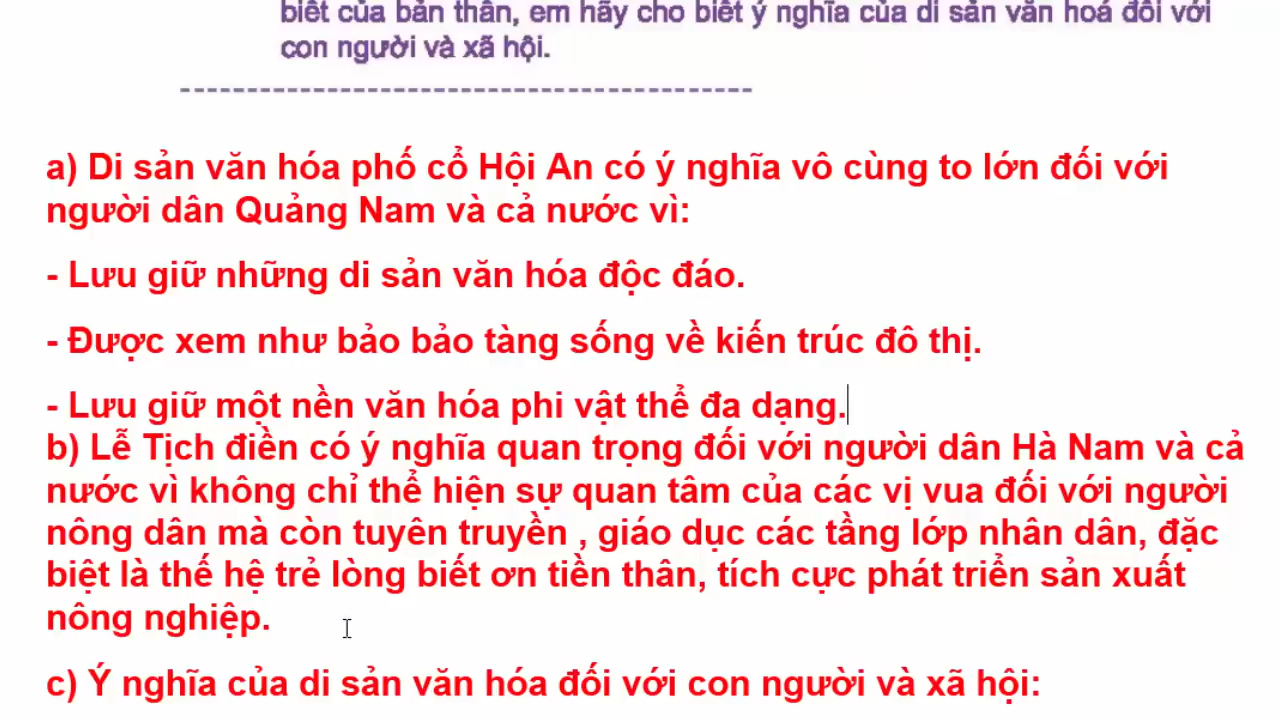 biết của bản thân, em hãy cho biết ý nghĩa của di sản văn hoá đối với
con người và xã hội.
--------------------------------------------
a) Di sản văn hóa phố cổ Hội An có ý nghĩa vô cùng to lớn đối với
người dân Quảng Nam và cả nước vì:
- Lưu giữ những di sản văn hóa độc đáo.
- Được xem như bảo bảo tàng sống về kiến trúc đô thị.
- Lưu giữ một nền văn hóa phi vật thể đa dạng.
b) Lễ Tịch điền có ý nghĩa quan trọng đối với người dân Hà Nam và cả
nước vì không chỉ thể hiện sự quan tâm của các vị vua đối với người
nông dân mà còn tuyên truyền , giáo dục các tầng lớp nhân dân, đặc
biệt là thế hệ trẻ lòng biết ơn tiền thân, tích cực phát triển sản xuất
nông nghiệp.
c) Ý nghĩa của di sản văn hóa đối với con người và xã hội: